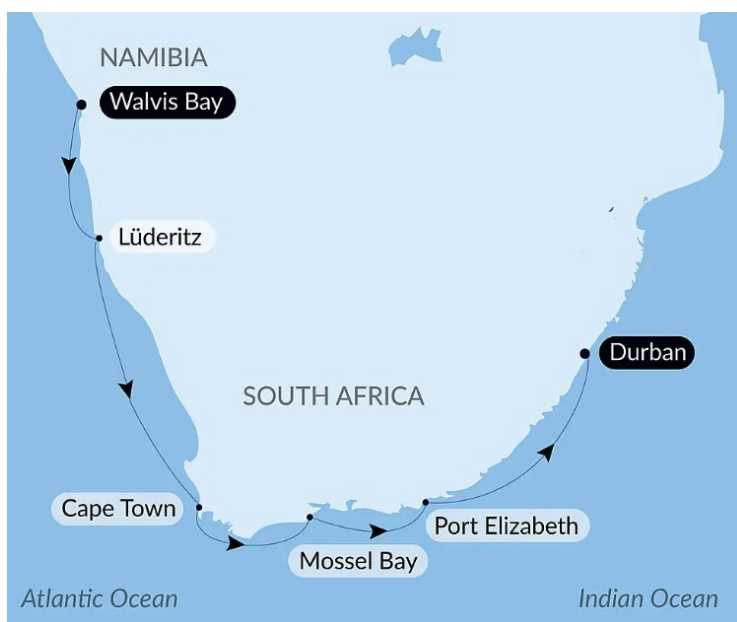 NAMIBIA
Walvis Bay
Lüderitz
Durban
SOUTH AFRICA
Cape Town
Port Elizabeth
Mossel Bay
Atlantic Ocean
Indian Ocean